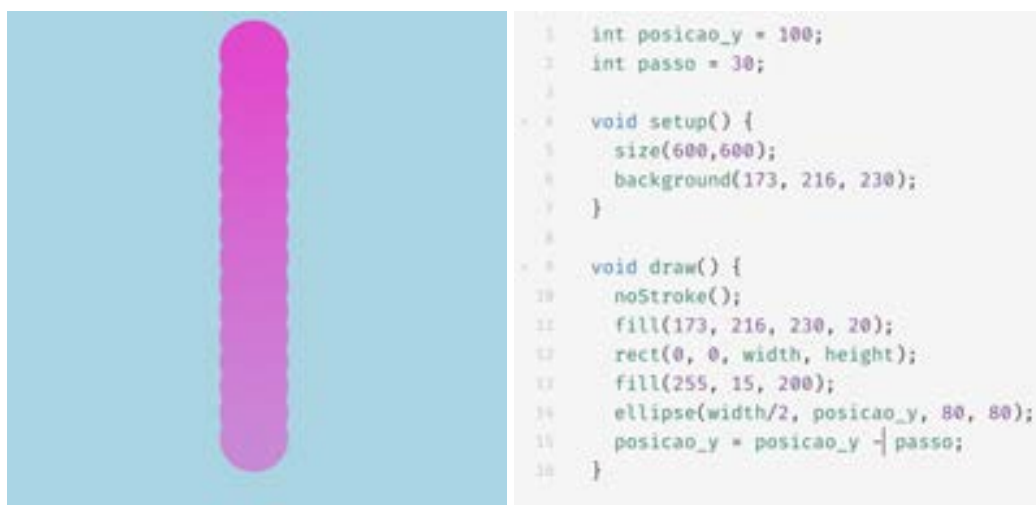 1 int posicao_y = 100;
2 int passo = 30;
3
4 void setup() {
5 size(600,600);
6 background(173, 216, 230);
7 }
8
9 void draw() {
10 noStroke();
11 fill(173, 216, 230, 20);
12 rect(0, 0, width, height);
13 fill(255, 15, 200);
14 ellipse(width/2, posicao_y, 80, 80);
15 posicao_y = posicao_y - passo;
16 }